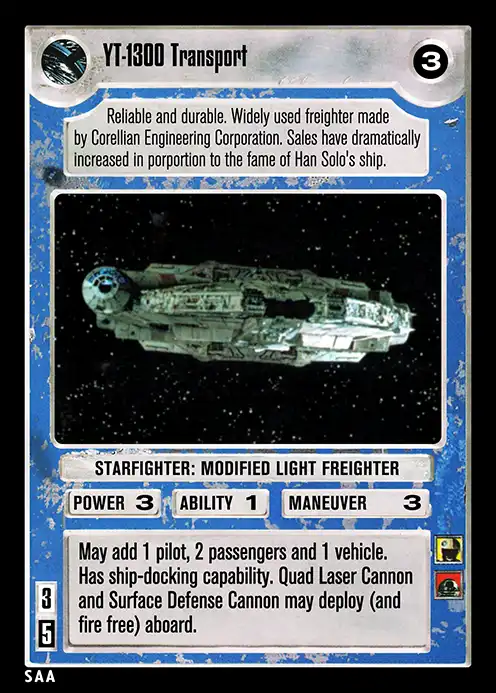 YT-1300 Transport
3
Reliable and durable. Widely used freighter made
by Corellian Engineering Corporation. Sales have dramatically
increased in porportion to the fame of Han Solo's ship.
STARFIGHTER: MODIFIED LIGHT FREIGHTER
POWER 3 ABILITY 1 MANEUVER 3
May add 1 pilot, 2 passengers and 1 vehicle.
Has ship-docking capability. Quad Laser Cannon
and Surface Defense Cannon may deploy (and
fire free) aboard.
3
5
SAA